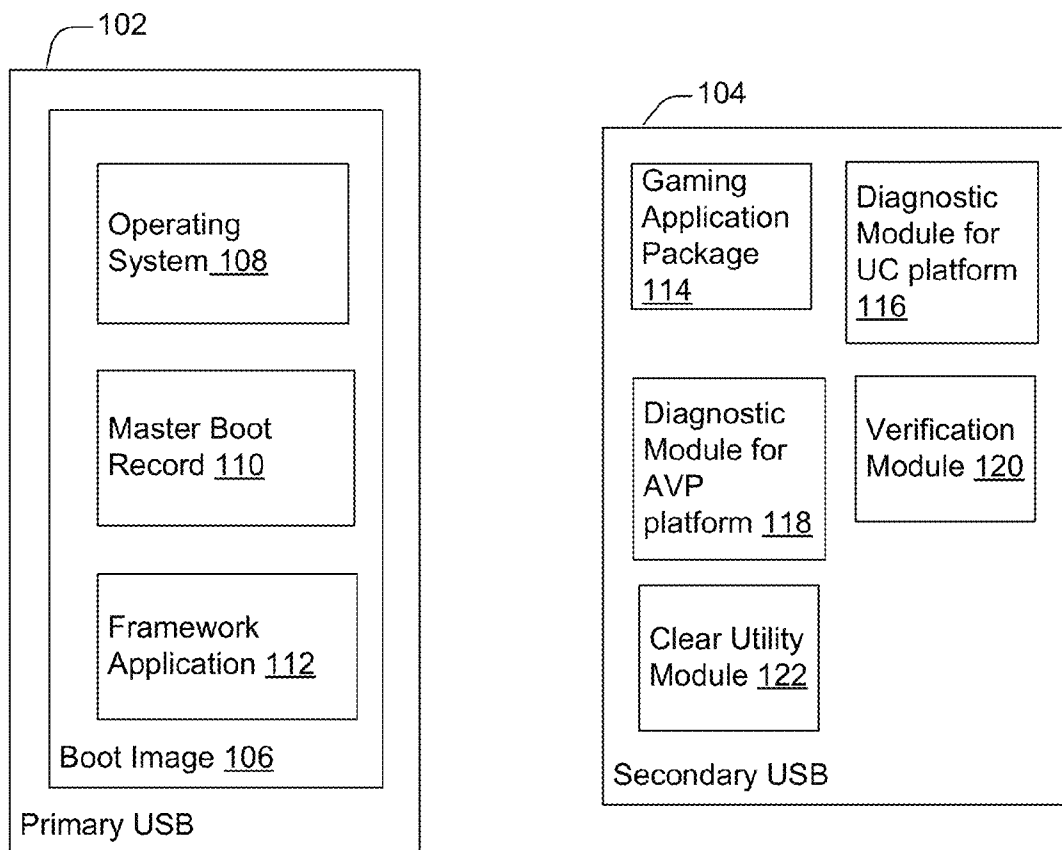 102
Operating
System 108
Master Boot
Record 110
Framework
Application 112
Boot Image 106
Primary USB
104
Gaming
Application
Package
114
Diagnostic
Module for
UC platform
116
Diagnostic
Module for
AVP
platform 118
Verification
Module 120
Clear Utility
Module 122
Secondary USB